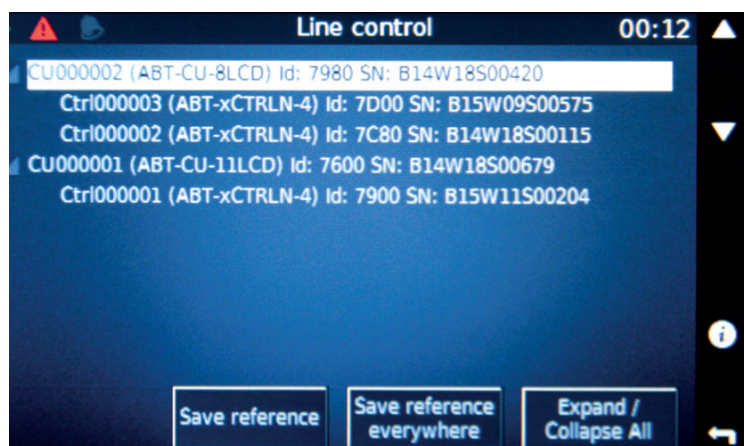 Line control
00:12
CU000002 (ABT-CU-8LCD) Id: 7980 SN: B14W18S00420
Ctrl000003 (ABT-xCTRLN-4) Id: 7D00 SN: B15W09S00575
Ctrl000002 (ABT-xCTRLN-4) Id: 7C80 SN: B14W18S00115
CU000001 (ABT-CU-11LCD) Id: 7600 SN: B14W18S00679
Ctrl000001 (ABT-xCTRLN-4) Id: 7900 SN: B15W11S00204
Save reference
Save reference
everywhere
Expand /
Collapse All